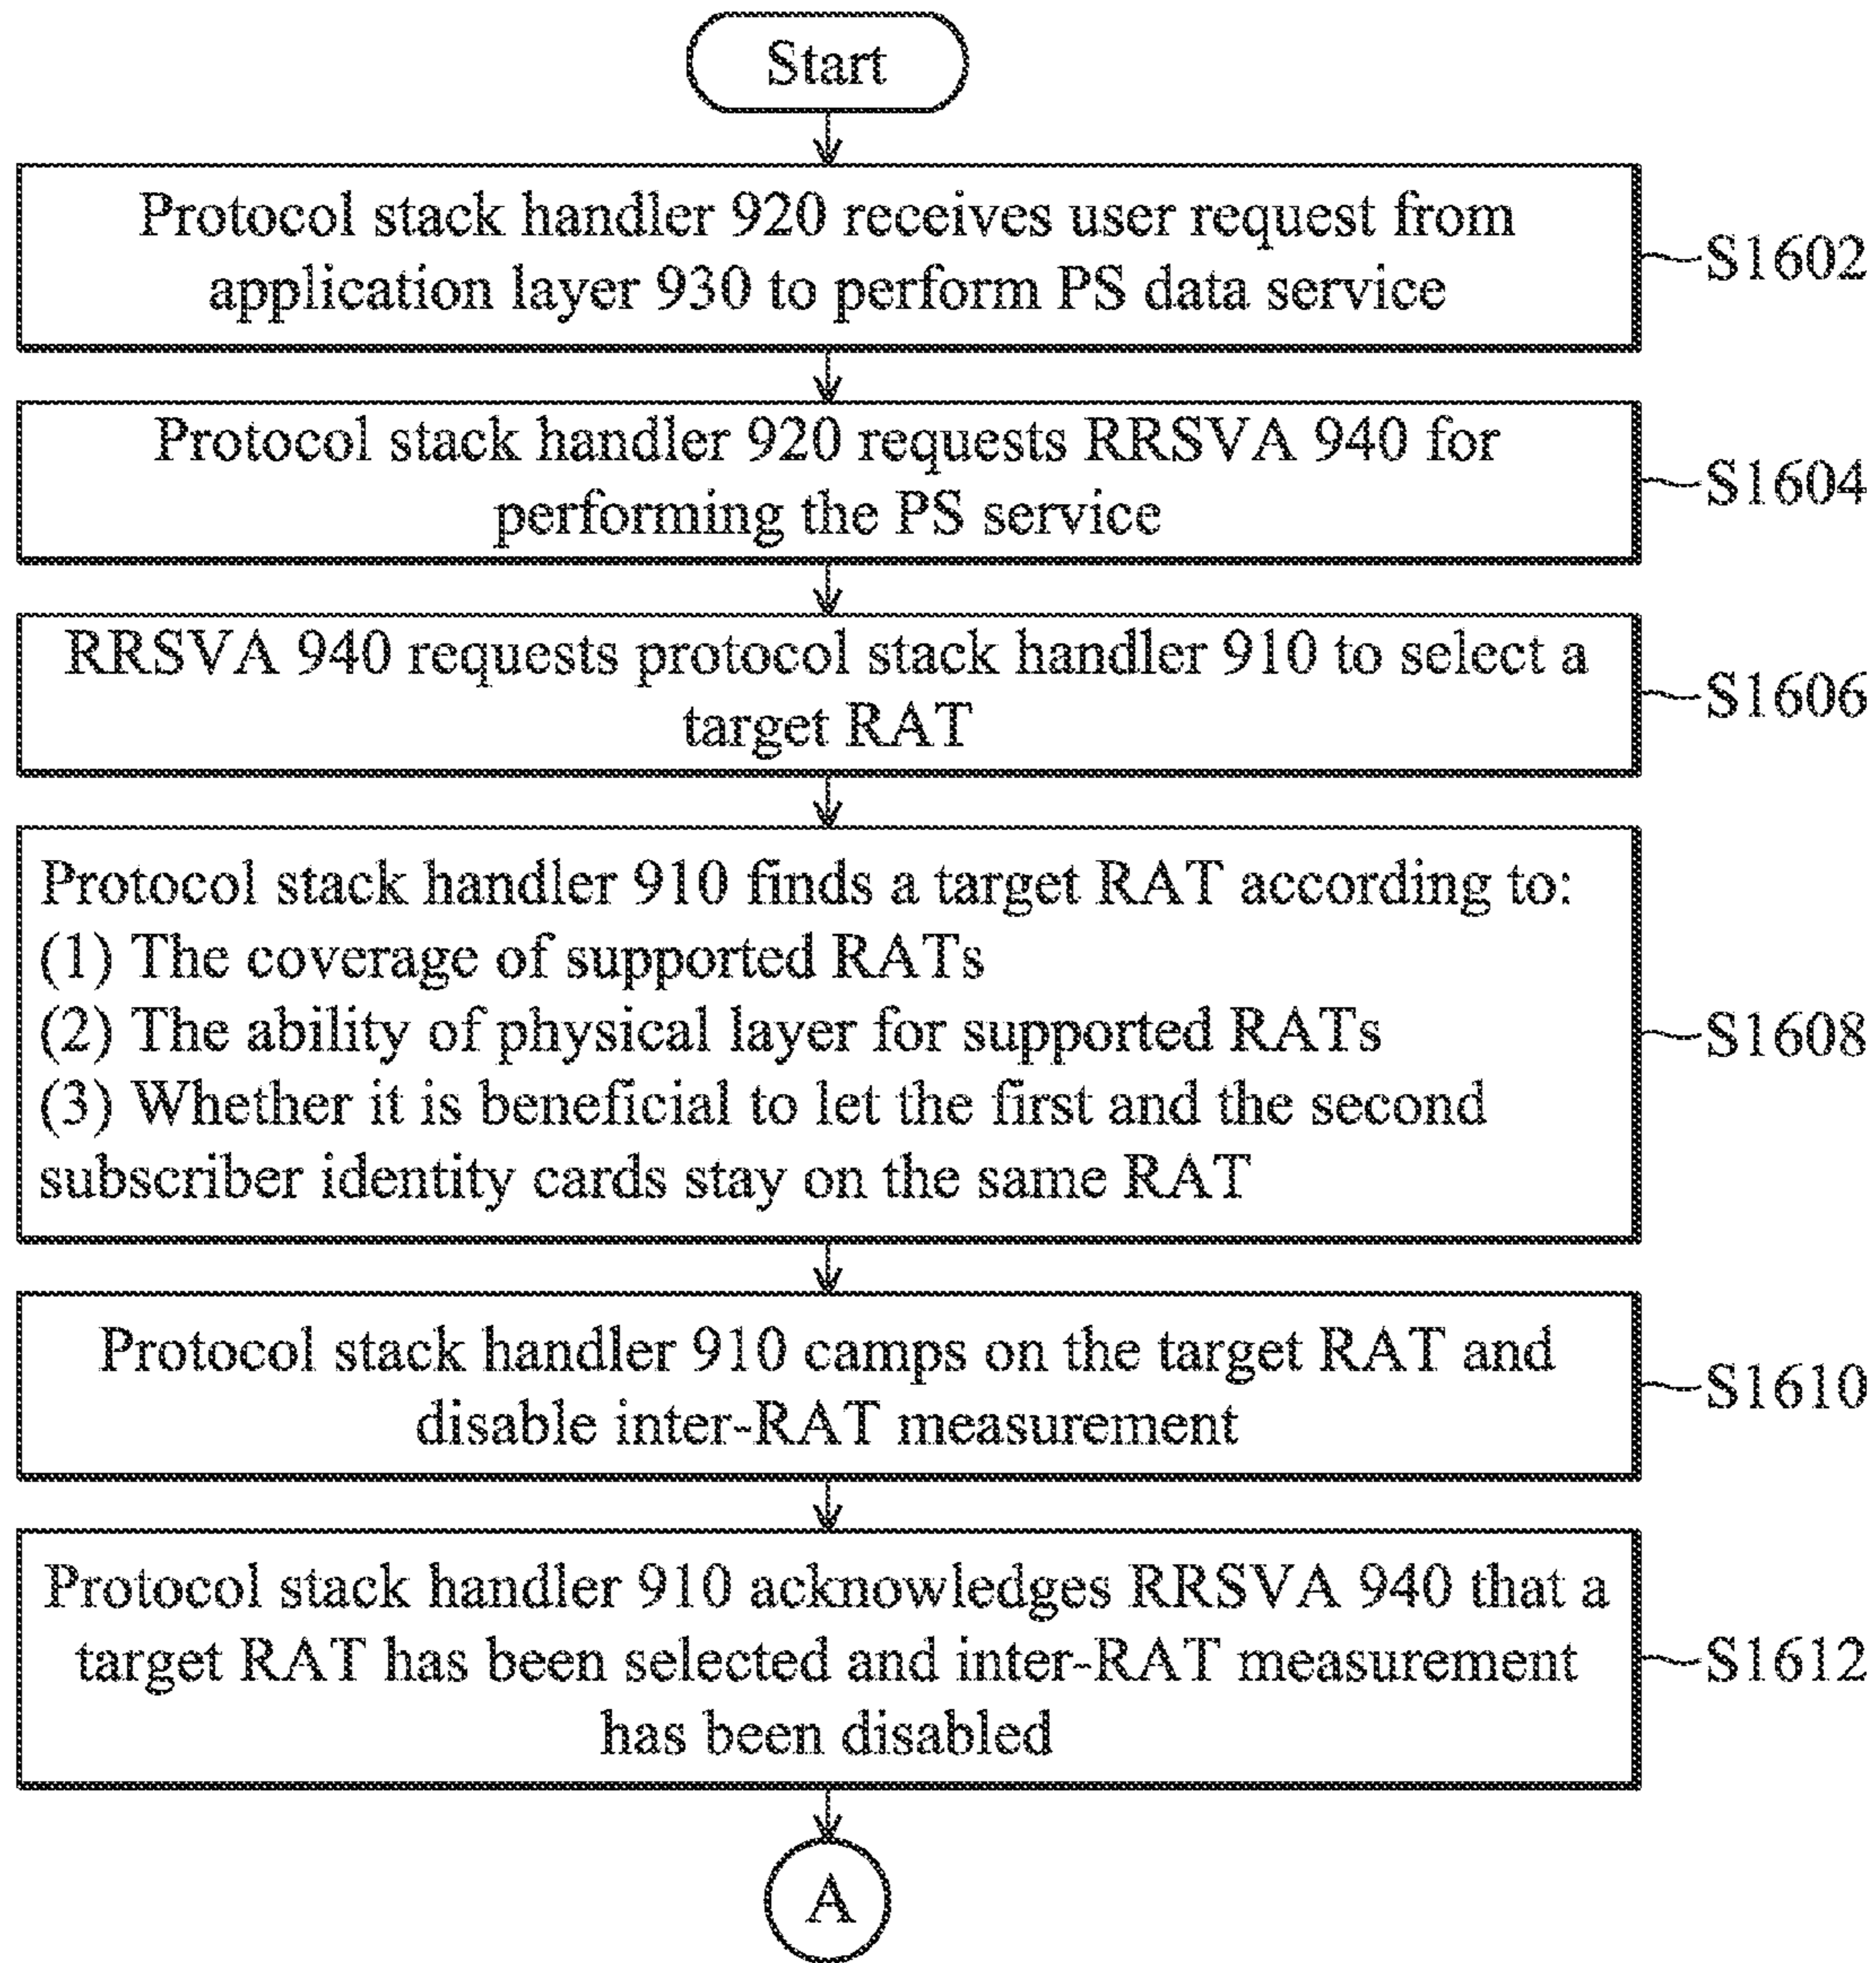 Start
Protocol stack handler 920 receives user request from
application layer 930 to perform PS data service
S1602
Protocol stack handler 920 requests RRSVA 940 for
performing the PS service
S1604
RRSVA 940 requests protocol stack handler 910 to select a
target RAT
S1606
Protocol stack handler 910 finds a target RAT according to:
(1) The coverage of supported RATs
(2) The ability of physical layer for supported RATs
(3) Whether it is beneficial to let the first and the second
subscriber identity cards stay on the same RAT
S1608
Protocol stack handler 910 camps on the target RAT and
disable inter-RAT measurement
S1610
Protocol stack handler 910 acknowledges RRSVA 940 that a
target RAT has been selected and inter-RAT measurement
has been disabled
S1612
A